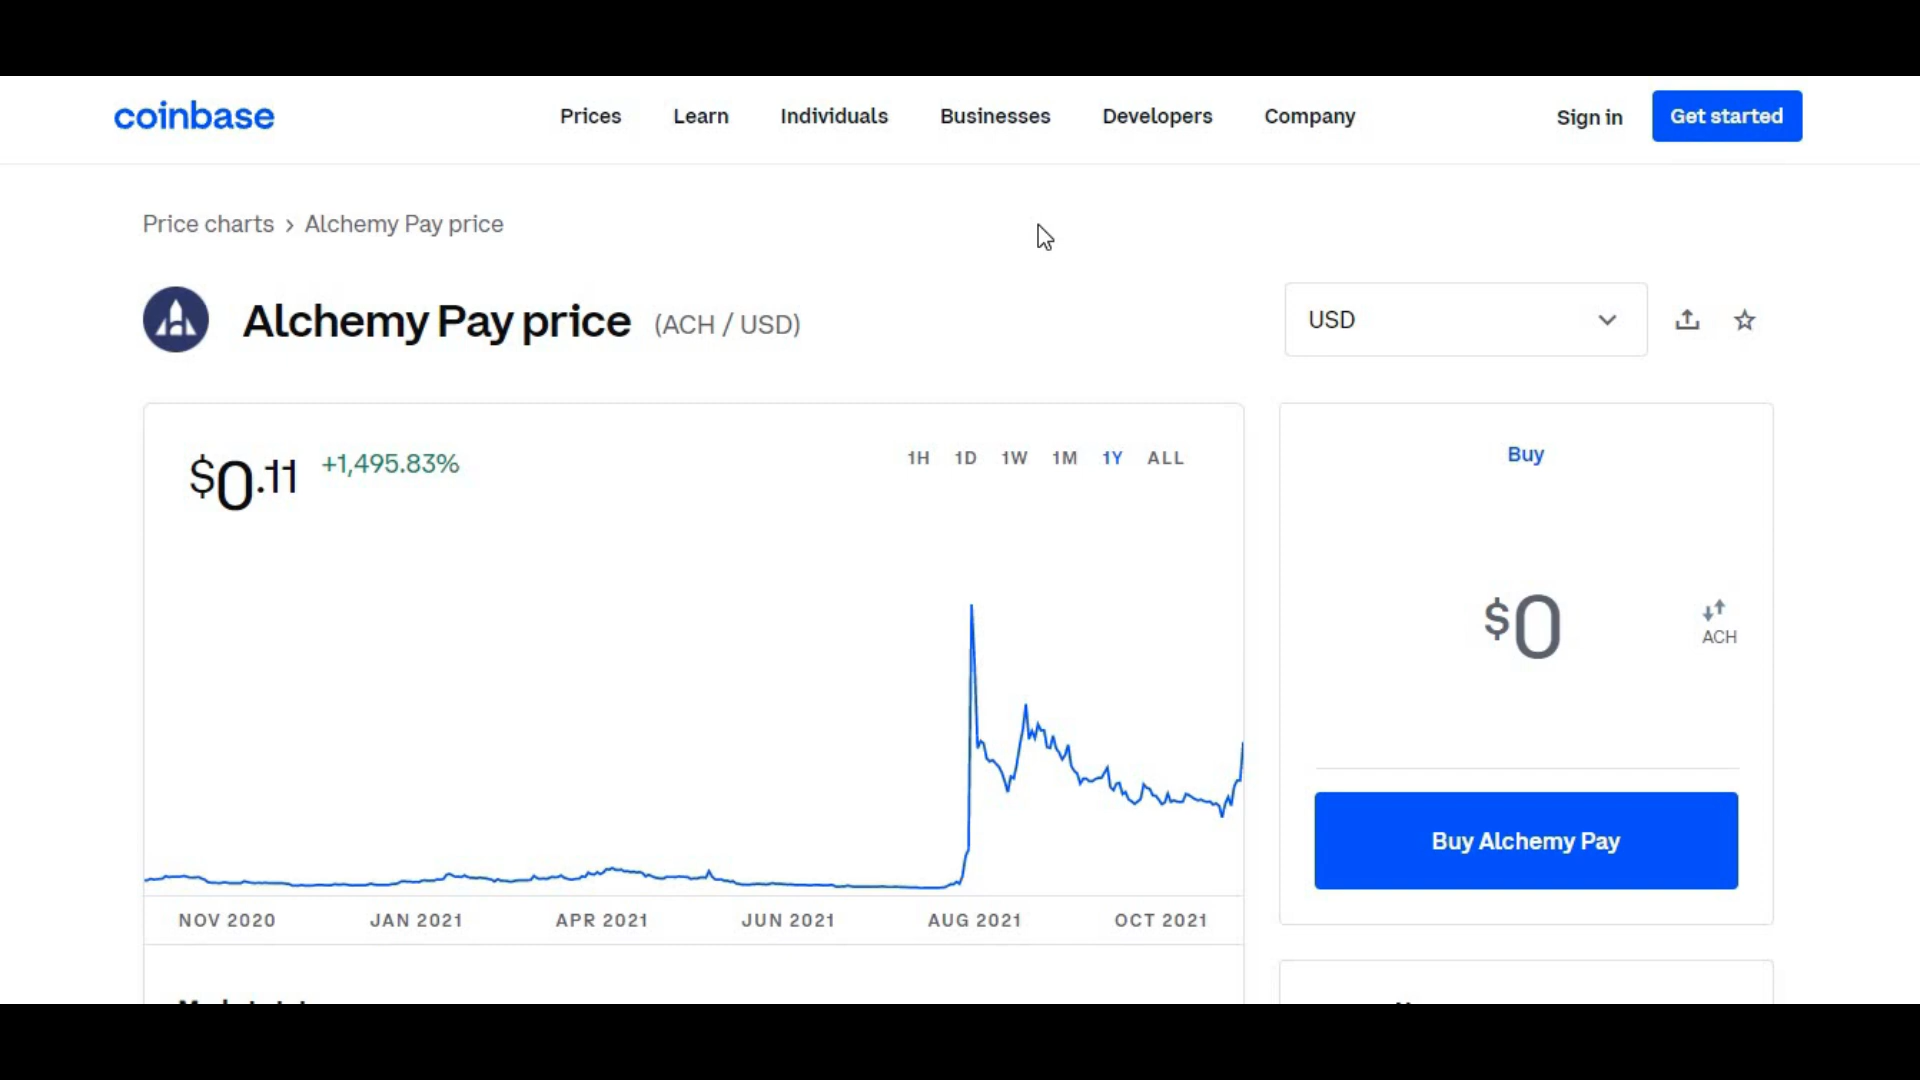 coinbase
Prices Learn Individuals Businesses Developers Company
Sign in Get started
Price charts › Alchemy Pay price
Alchemy Pay price (ACH / USD)
USD
$0.11 +1,495.83%
1H 1D 1W 1M 1Y ALL
Buy
$0
ACH
Buy Alchemy Pay
NOV 2020 JAN 2021 APR 2021 JUN 2021 AUG 2021 OCT 2021